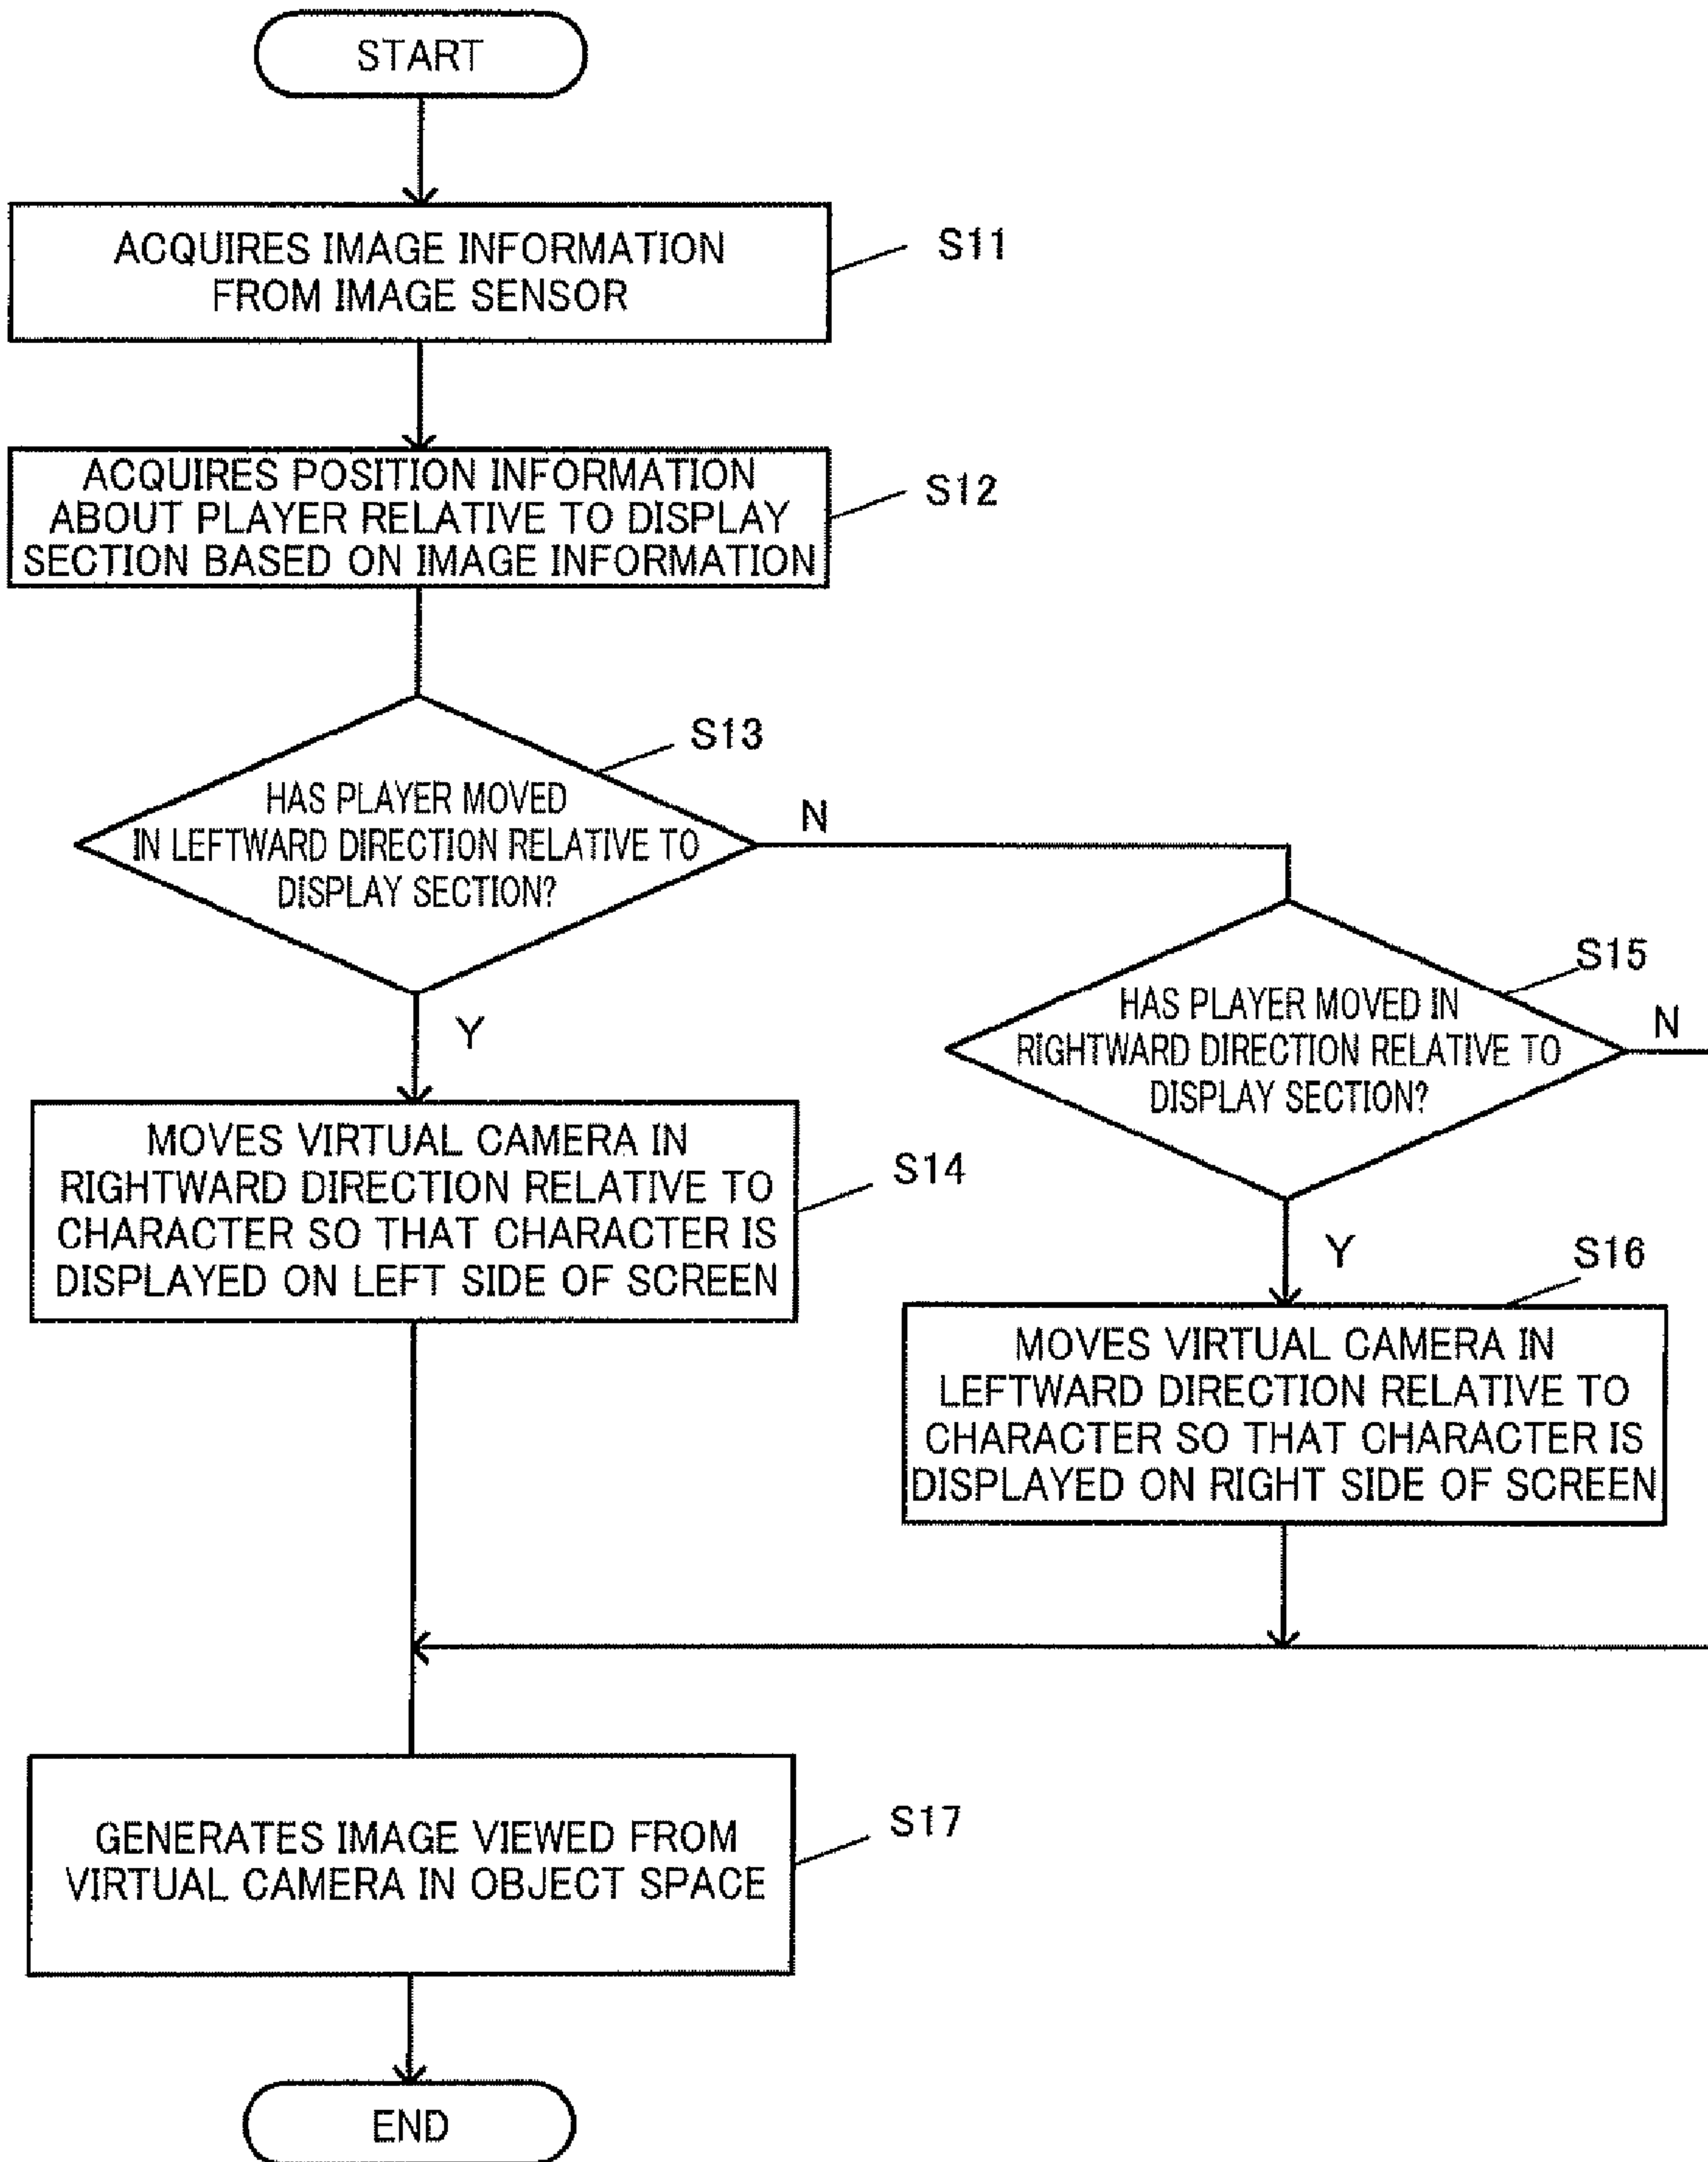 START
ACQUIRES IMAGE INFORMATION
FROM IMAGE SENSOR
S11
ACQUIRES POSITION INFORMATION
ABOUT PLAYER RELATIVE TO DISPLAY
SECTION BASED ON IMAGE INFORMATION
S12
S13
HAS PLAYER MOVED
IN LEFTWARD DIRECTION RELATIVE TO
DISPLAY SECTION?
N
Y
S15
HAS PLAYER MOVED IN
RIGHTWARD DIRECTION RELATIVE TO
DISPLAY SECTION?
N
Y
MOVES VIRTUAL CAMERA IN
RIGHTWARD DIRECTION RELATIVE TO
CHARACTER SO THAT CHARACTER IS
DISPLAYED ON LEFT SIDE OF SCREEN
S14
S16
MOVES VIRTUAL CAMERA IN
LEFTWARD DIRECTION RELATIVE TO
CHARACTER SO THAT CHARACTER IS
DISPLAYED ON RIGHT SIDE OF SCREEN
GENERATES IMAGE VIEWED FROM
VIRTUAL CAMERA IN OBJECT SPACE
S17
END